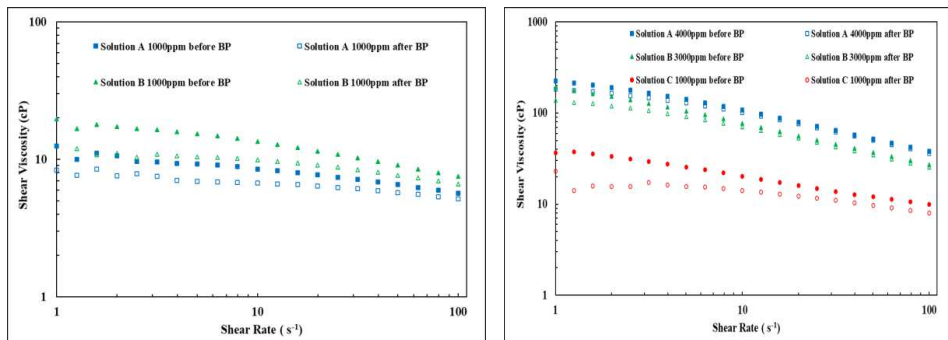 100
10
1
Shear Viscosity (cP)
Solution A 1000ppm before BP
Solution A 1000ppm after BP
Solution B 1000ppm before BP
Solution B 1000ppm after BP
1
10
100
Shear Rate ( s⁻¹)
1000
100
10
1
Shear Viscosity (cP)
Solution A 4000ppm before BP
Solution A 4000ppm after BP
Solution B 3000ppm before BP
Solution B 3000ppm after BP
Solution C 1000ppm before BP
Solution C 1000ppm after BP
1
10
100
Shear Rate ( s⁻¹)